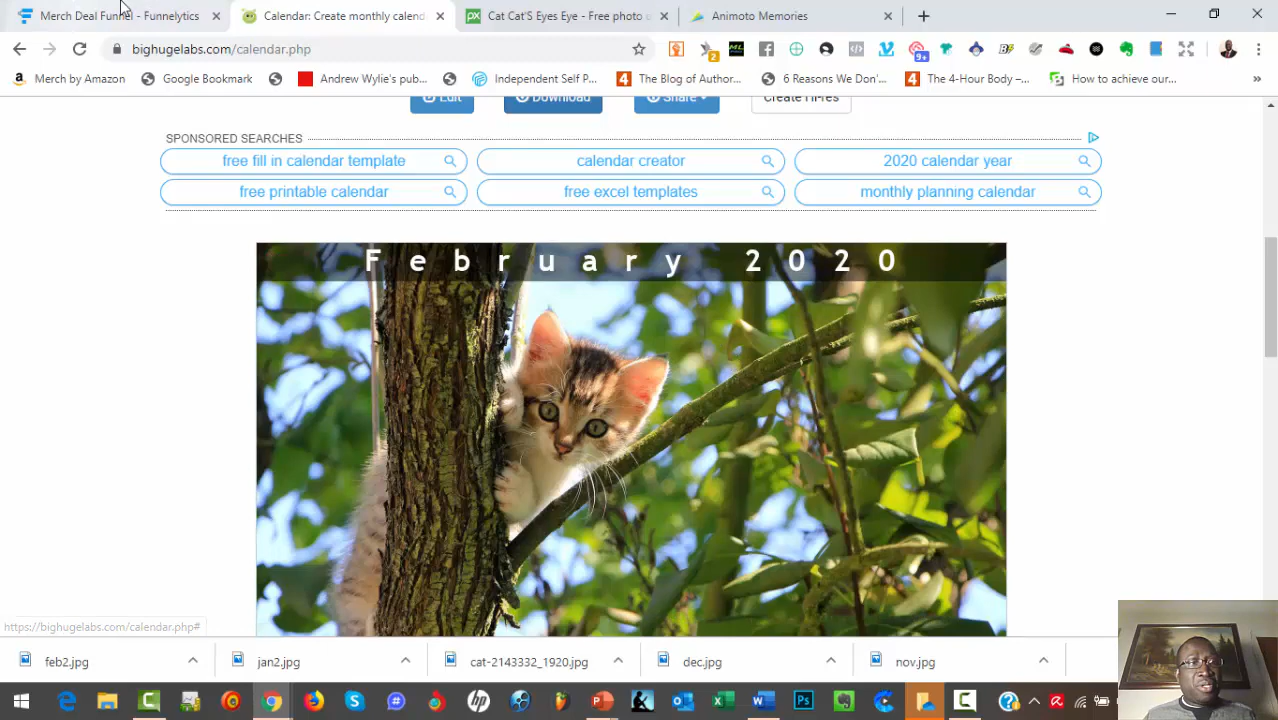 Merch Deal Funnel - Funnelytics
Calendar: Create monthly calend
Cat Cat'S Eyes Eye - Free photo
Animoto Memories
bighugelabs.com/calendar.php
2
9+
Merch by Amazon
Google Bookmark
Andrew Wylie's pub...
Independent Self P...
The Blog of Author...
6 Reasons We Don'...
The 4-Hour Body –...
How to achieve our...
»
Edit
Download
Share
Create Hi-res
SPONSORED SEARCHES
free fill in calendar template
calendar creator
2020 calendar year
free printable calendar
free excel templates
monthly planning calendar
February 2020
https://bighugelabs.com/calendar.php#
feb2.jpg
jan2.jpg
cat-2143332_1920.jpg
dec.jpg
nov.jpg